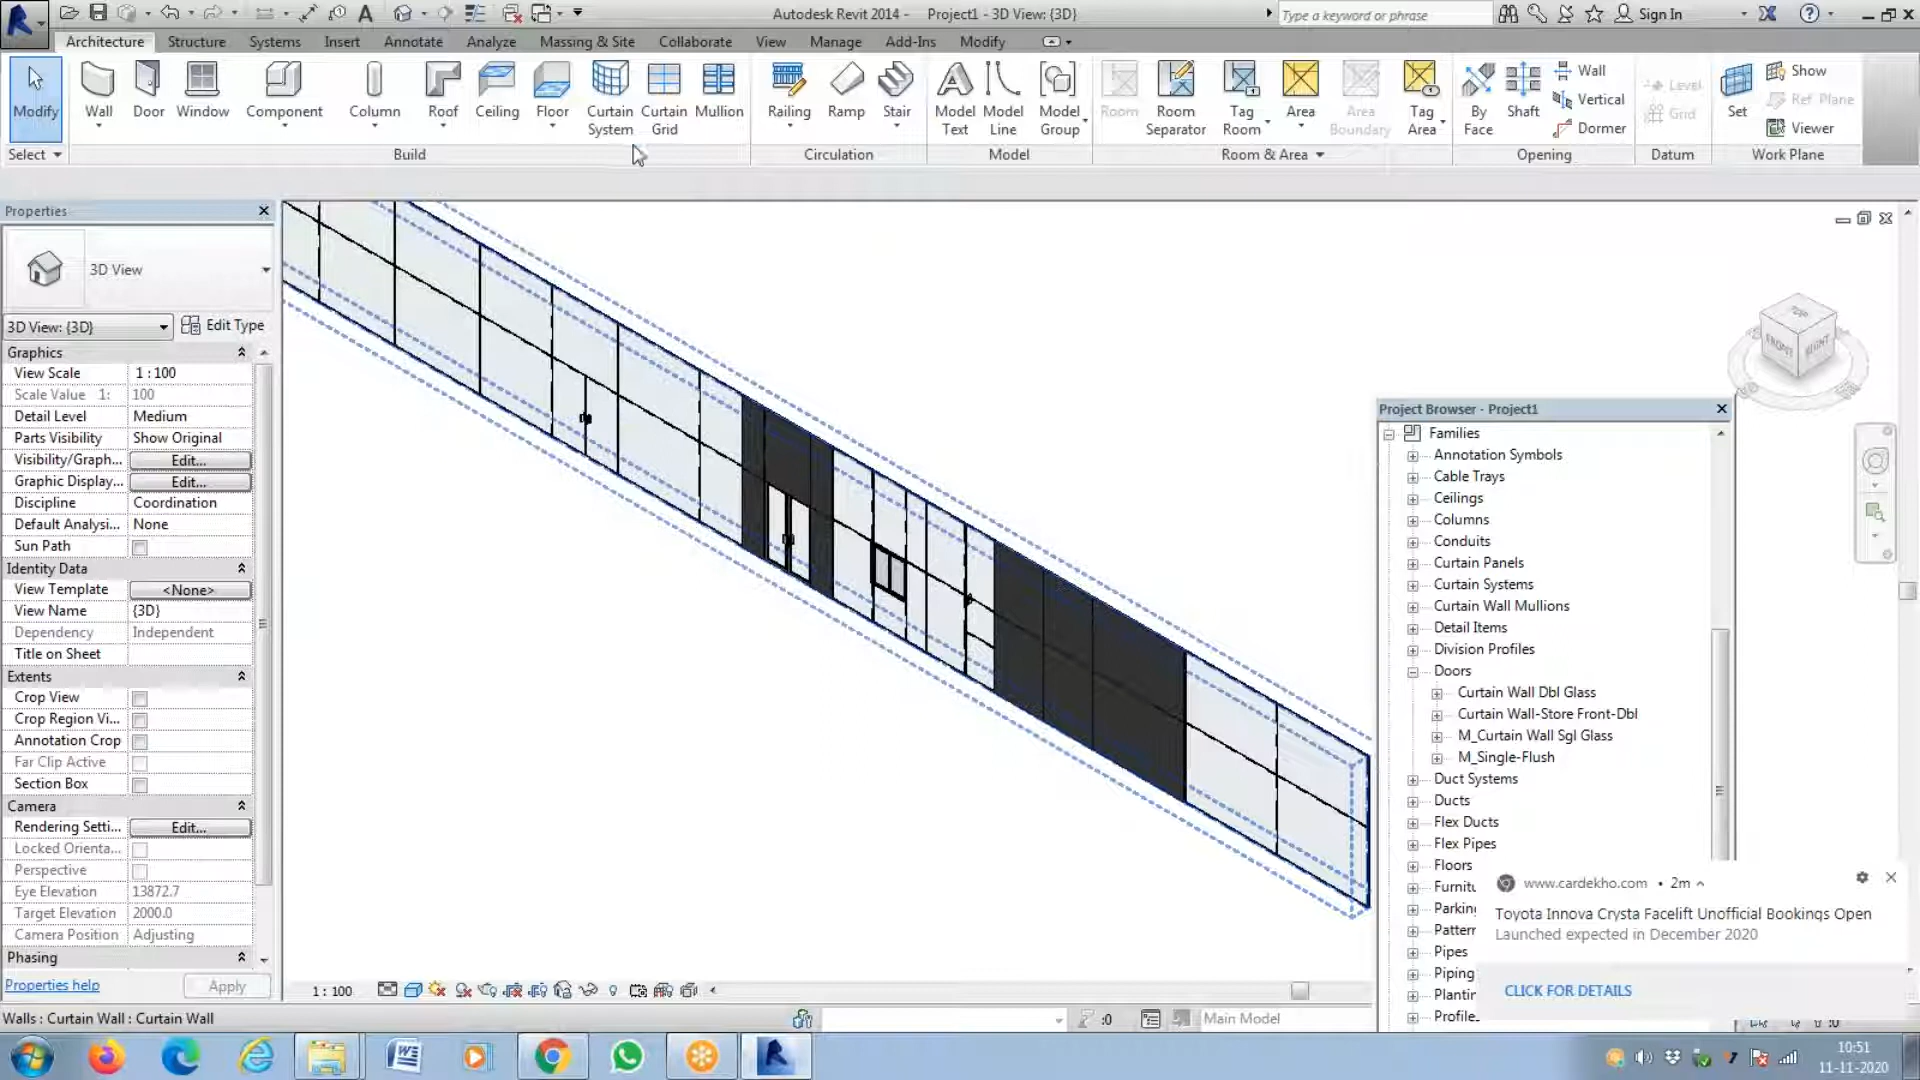 Autodesk Revit 2014 - Project1 - 3D View: {3D}
Type a keyword or phrase
Sign In
Architecture Structure Systems Insert Annotate Analyze Massing & Site Collaborate View Manage Add-Ins Modify
Modify Wall Door Window Component Column Roof Ceiling Floor Curtain System Curtain Grid Mullion Railing Ramp Stair Model Text Model Line Model Group Room Room Separator Tag Room Area Area Boundary Tag Area By Face Shaft Wall Vertical Dormer Level Grid Set Show Ref Plane Viewer
Select Build Circulation Model Room & Area Opening Datum Work Plane
Properties
3D View
3D View: {3D} Edit Type
Graphics
View Scale 1 : 100
Scale Value 1: 100
Detail Level Medium
Parts Visibility Show Original
Visibility/Graph... Edit...
Graphic Display... Edit...
Discipline Coordination
Default Analysi... None
Sun Path
Identity Data
View Template <None>
View Name {3D}
Dependency Independent
Title on Sheet
Extents
Crop View
Crop Region Vi...
Annotation Crop
Far Clip Active
Section Box
Camera
Rendering Setti... Edit...
Locked Orienta...
Perspective
Eye Elevation 13872.7
Target Elevation 2000.0
Camera Position Adjusting
Phasing
Properties help Apply
TOP
FRONT
RIGHT
Project Browser - Project1
Families
Annotation Symbols
Cable Trays
Ceilings
Columns
Conduits
Curtain Panels
Curtain Systems
Curtain Wall Mullions
Detail Items
Division Profiles
Doors
Curtain Wall Dbl Glass
Curtain Wall-Store Front-Dbl
M_Curtain Wall Sgl Glass
M_Single-Flush
Duct Systems
Ducts
Flex Ducts
Flex Pipes
Floors
Furnitu
Parking
Patterr
Pipes
Piping
Plantir
Profile
www.cardekho.com • 2m
Toyota Innova Crysta Facelift Unofficial Bookings Open
Launched expected in December 2020
CLICK FOR DETAILS
1 : 100
Walls : Curtain Wall : Curtain Wall
:0
Main Model
10:51
11-11-2020